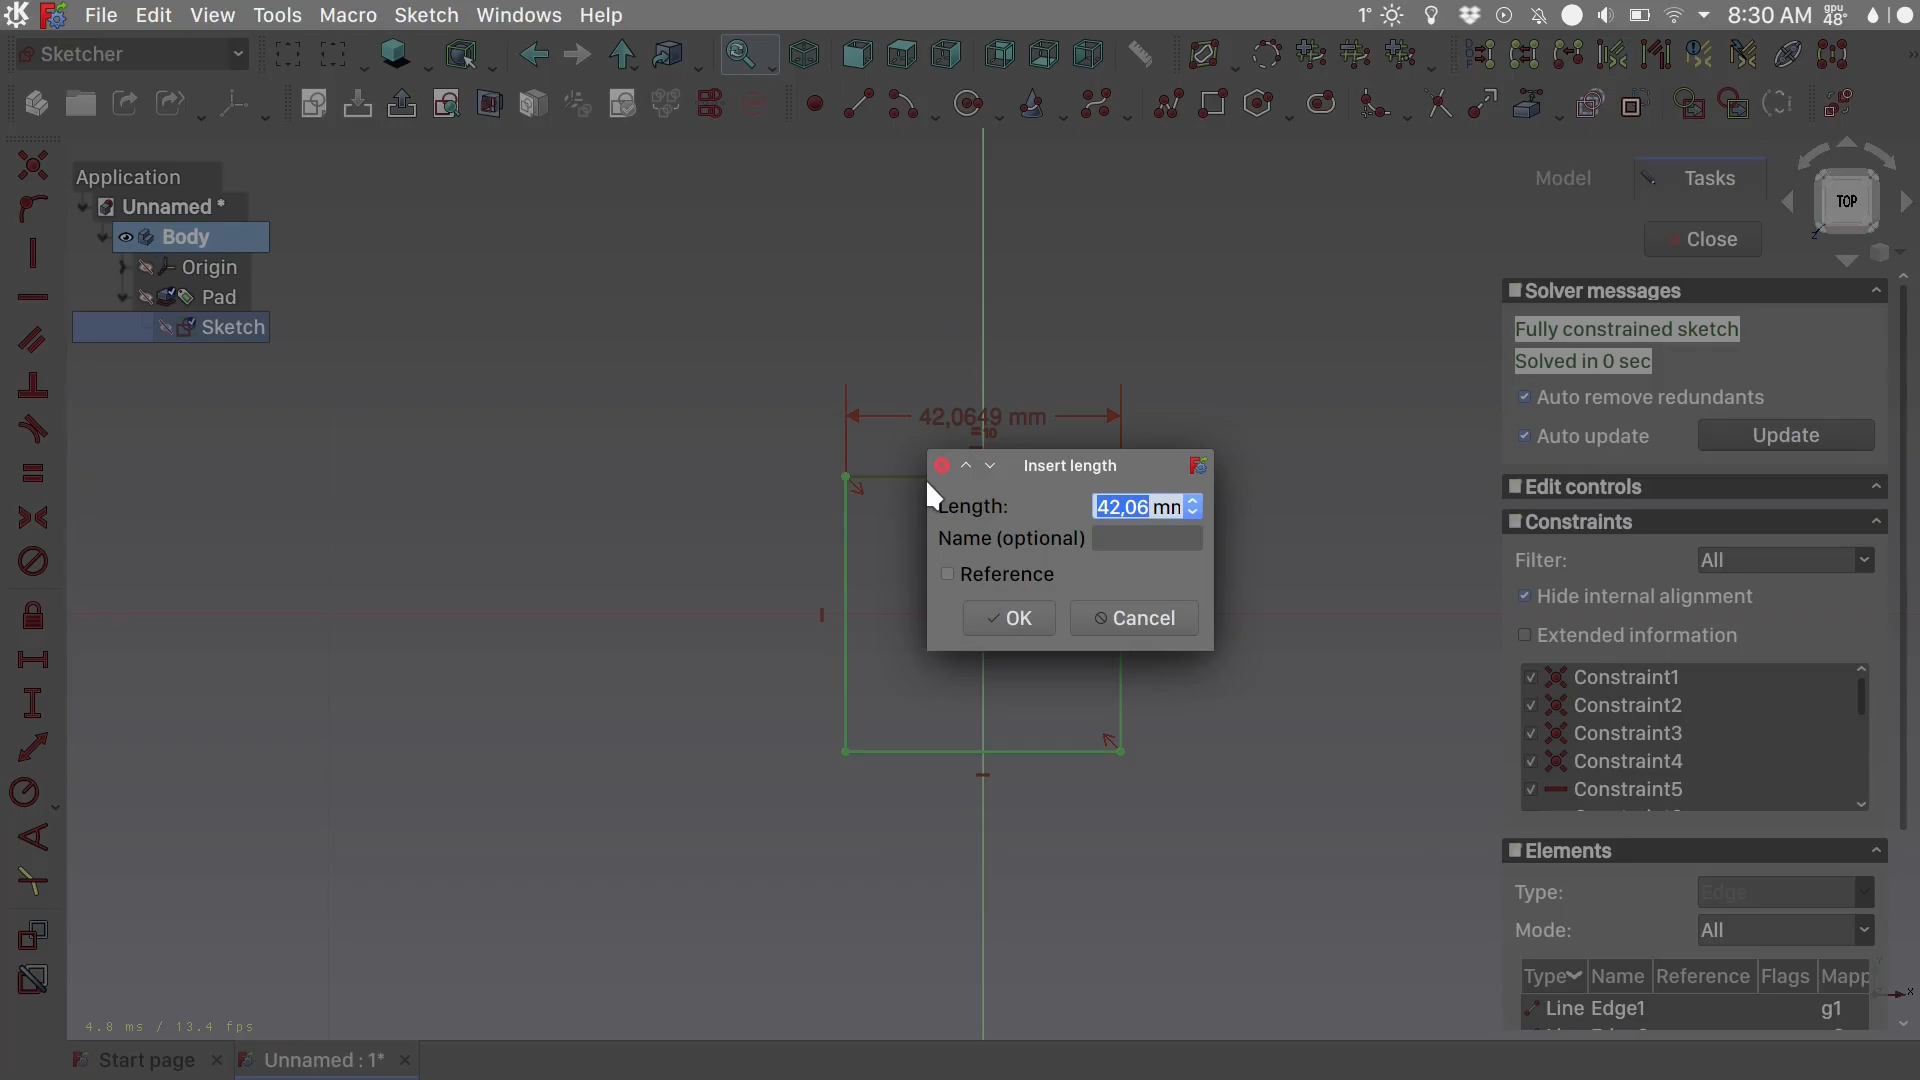 File Edit View Tools Macro Sketch Windows Help
1° 8:30 AM gpu 48°
Sketcher
Application
Unnamed *
Body
Origin
Pad
Sketch
Model Tasks
TOP
Z
Close
Solver messages
Fully constrained sketch
Solved in 0 sec
Auto remove redundants
Auto update Update
Edit controls
Constraints
Filter: All
Hide internal alignment
Extended information
Constraint1
Constraint2
Constraint3
Constraint4
Constraint5
Elements
Type: Edge
Mode: All
Type Name Reference Flags Mapp
Line Edge1 g1
42,0649 mm
=10
Insert length
Length: 42,06 mm
Name (optional)
Reference
OK Cancel
x
4.8 ms / 13.4 fps
Start page Unnamed : 1*